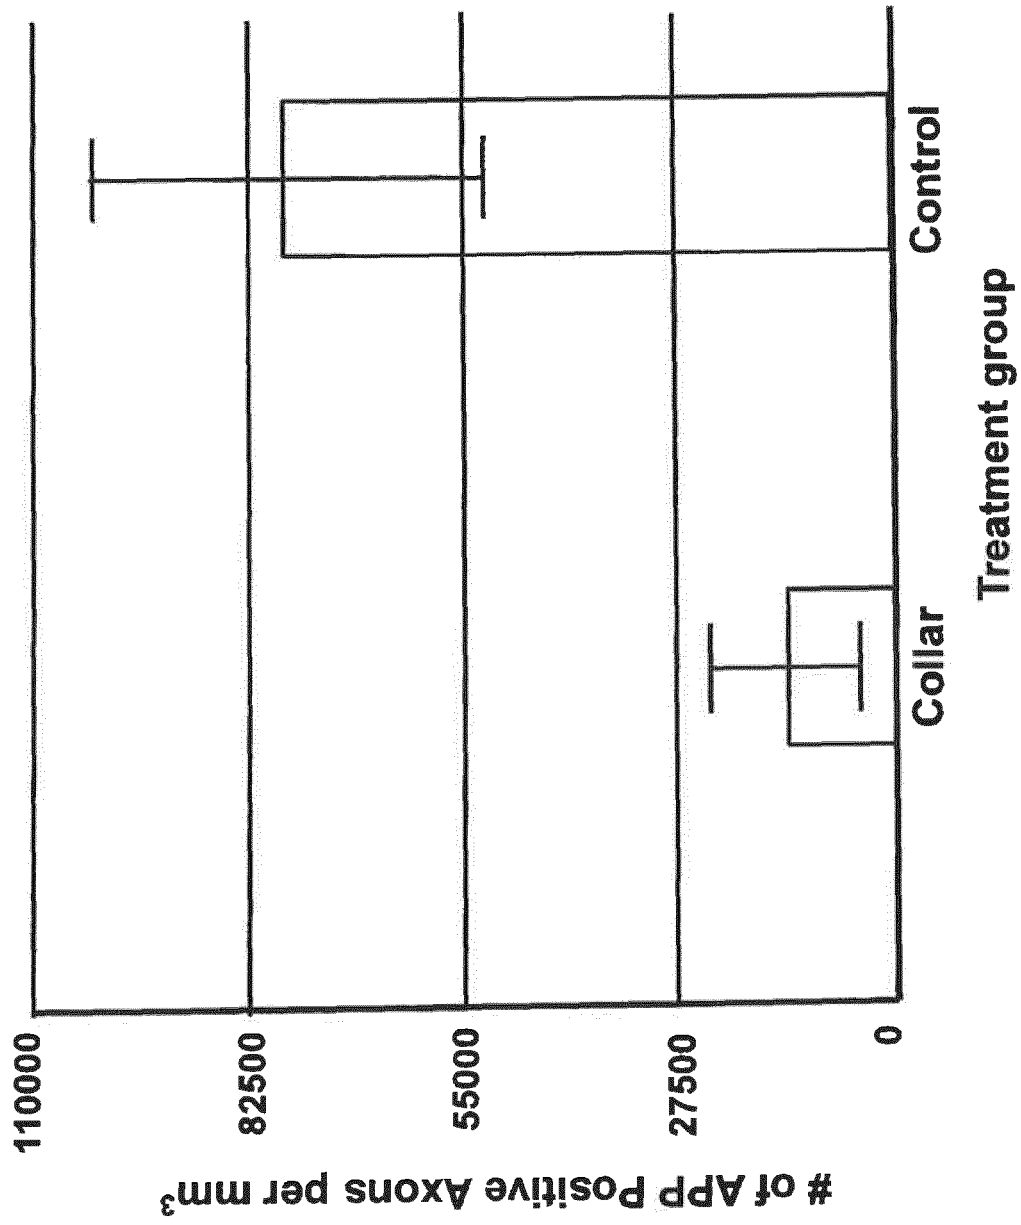 # of APP Positive Axons per mm³
110000
82500
55000
27500
0
Collar
Control
Treatment group